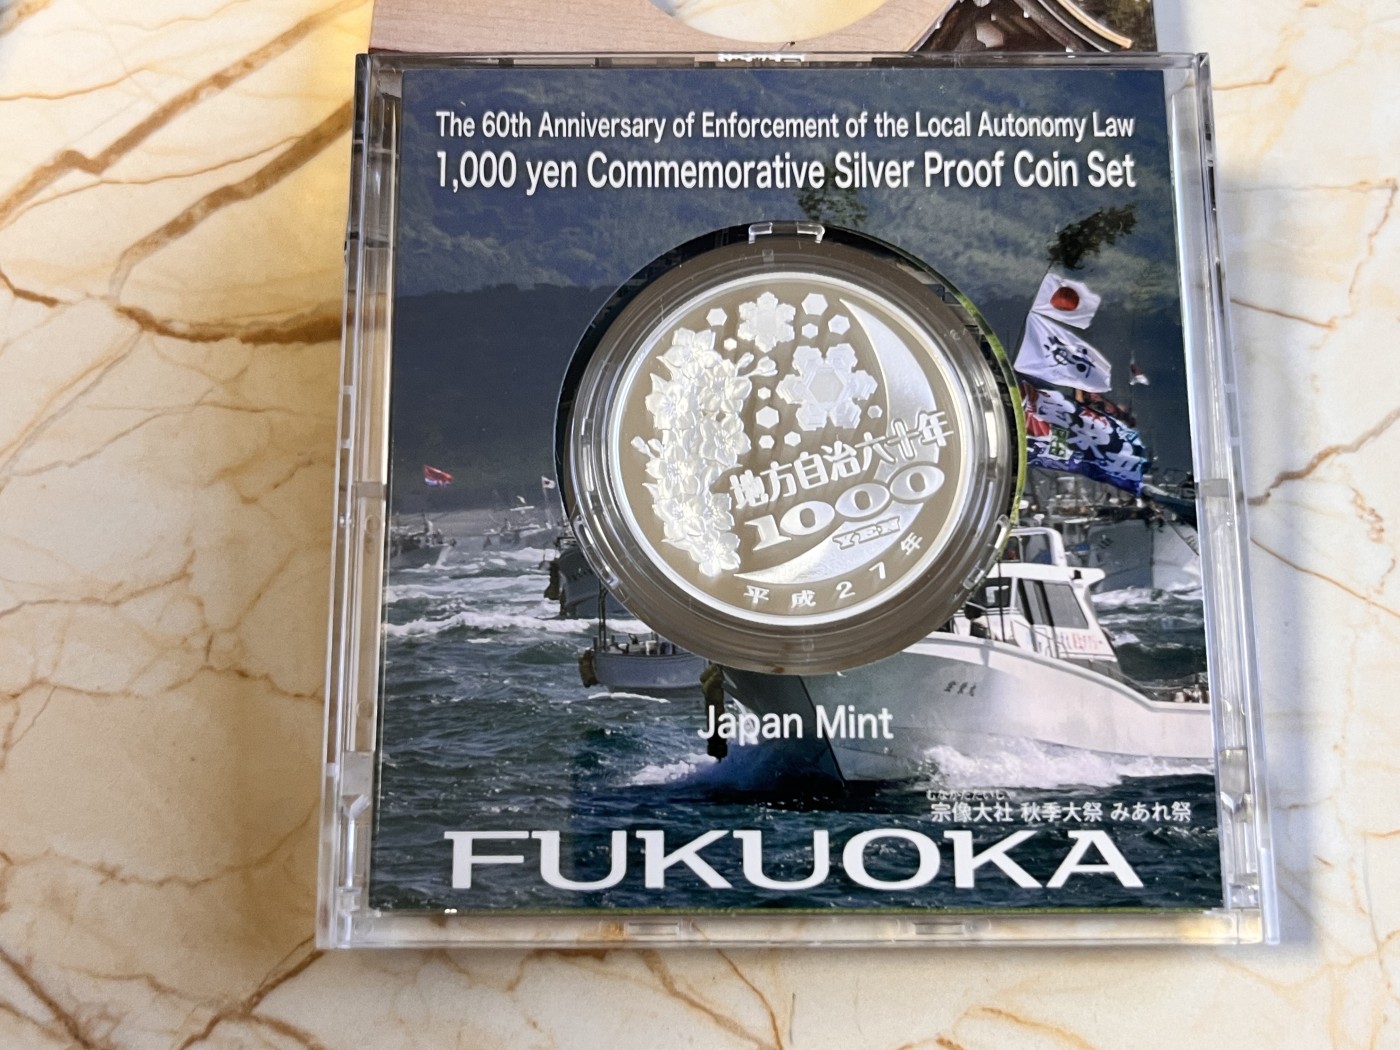 The 60th Anniversary of Enforcement of the Local Autonomy Law
1,000 yen Commemorative Silver Proof Coin Set
地方自治六十年
1000
YEN
平成27年
Japan Mint
むなかたたいしゃ
宗像大社 秋季大祭 みあれ祭
FUKUOKA